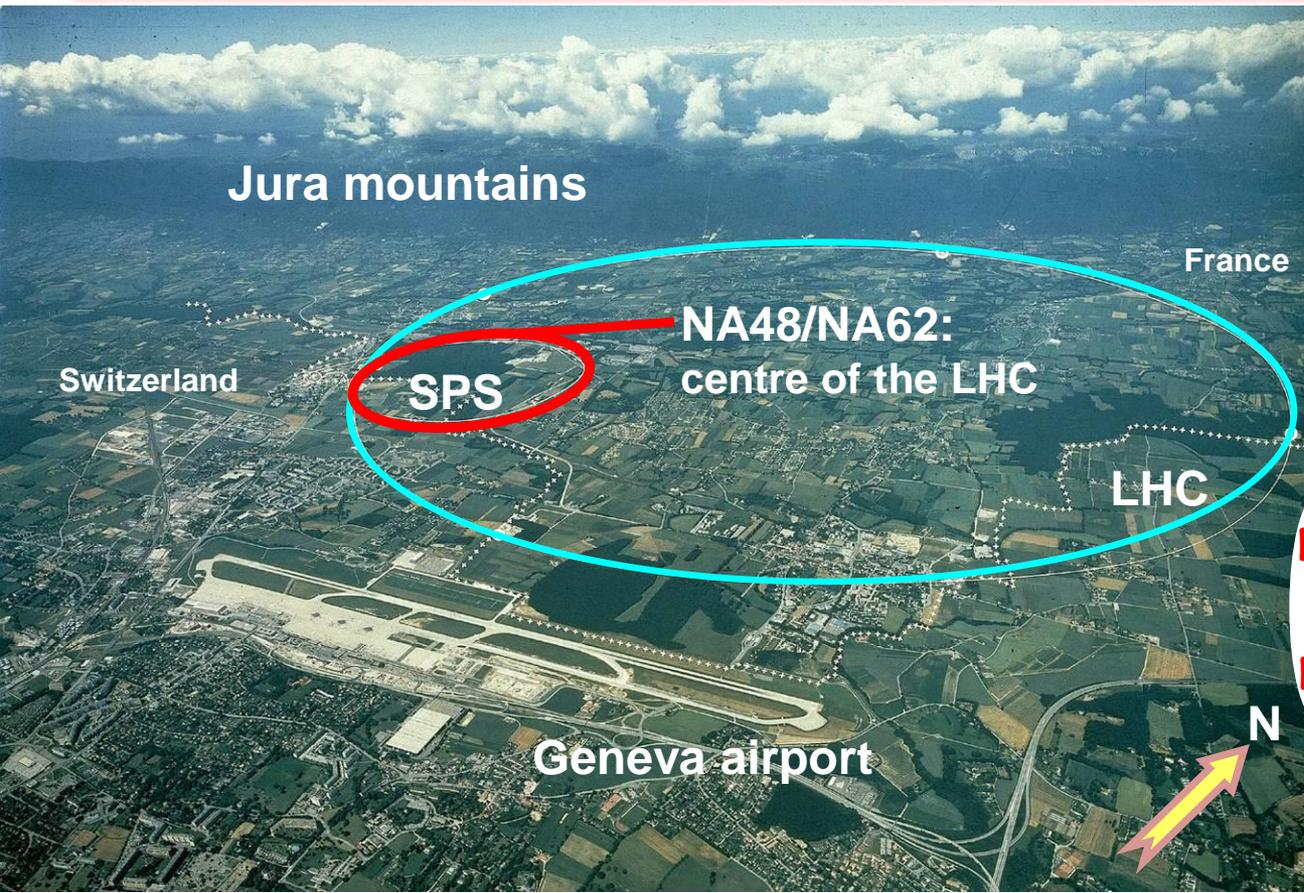 Jura mountains
France
NA48/NA62:
centre of the LHC
Switzerland
SPS
LHC
N
Geneva airport